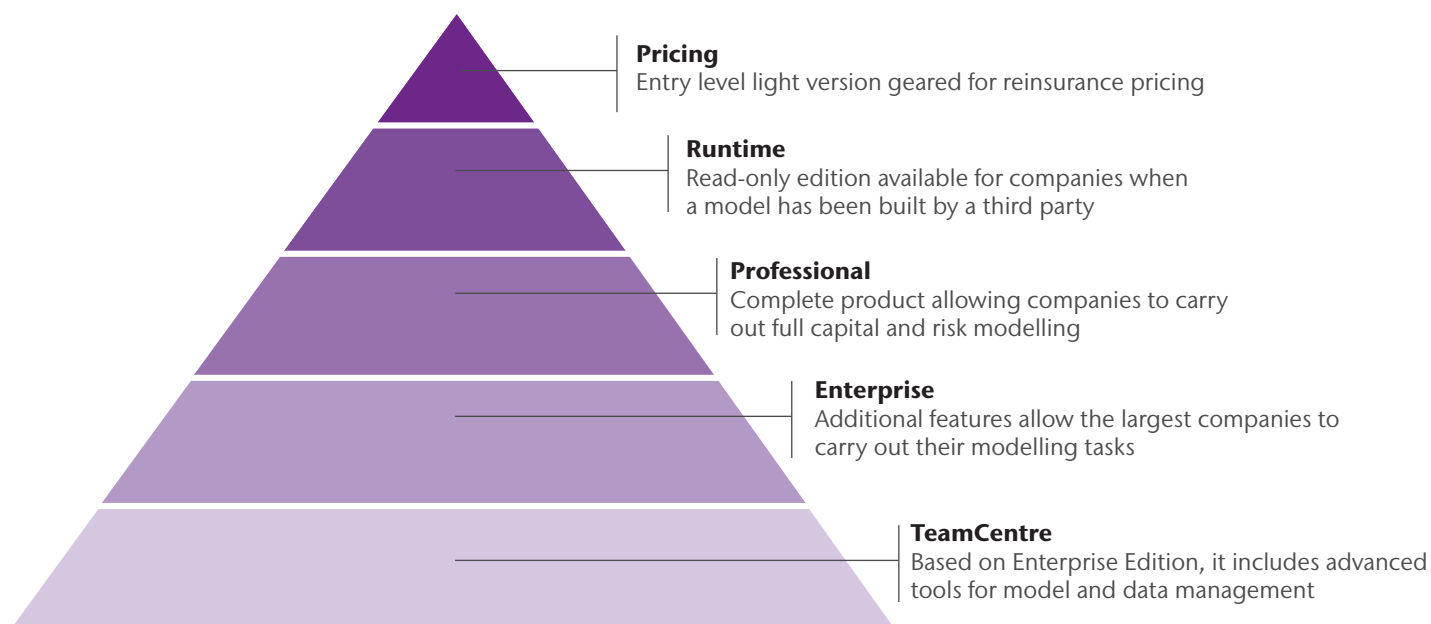 Pricing
Entry level light version geared for reinsurance pricing
Runtime
Read-only edition available for companies when
a model has been built by a third party
Professional
Complete product allowing companies to carry
out full capital and risk modelling
Enterprise
Additional features allow the largest companies to
carry out their modelling tasks
TeamCentre
Based on Enterprise Edition, it includes advanced
tools for model and data management